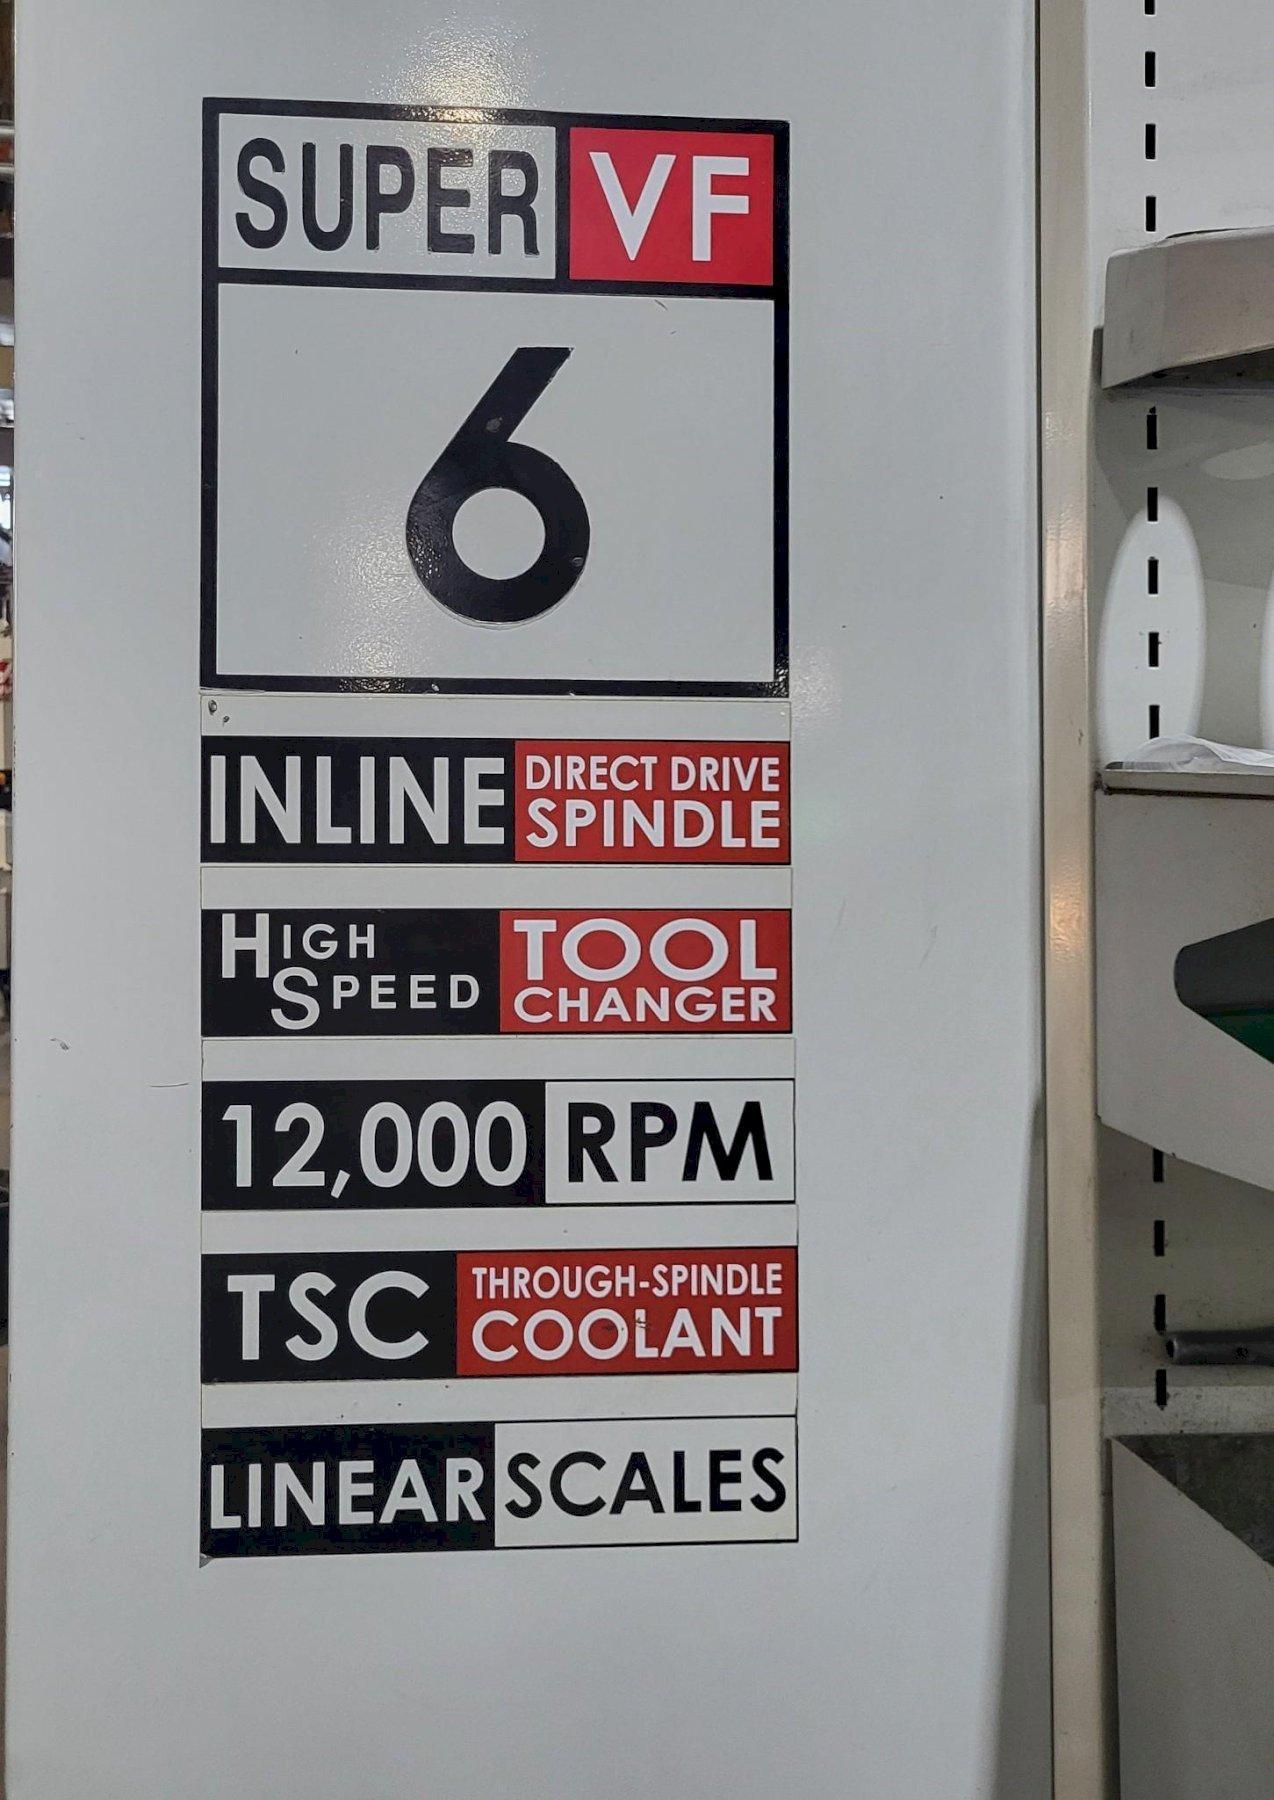 SUPER VF
6
INLINE DIRECT DRIVE
SPINDLE
HIGH
SPEED
TOOL
CHANGER
12,000 RPM
TSC THROUGH-SPINDLE
COOLANT
LINEAR SCALES